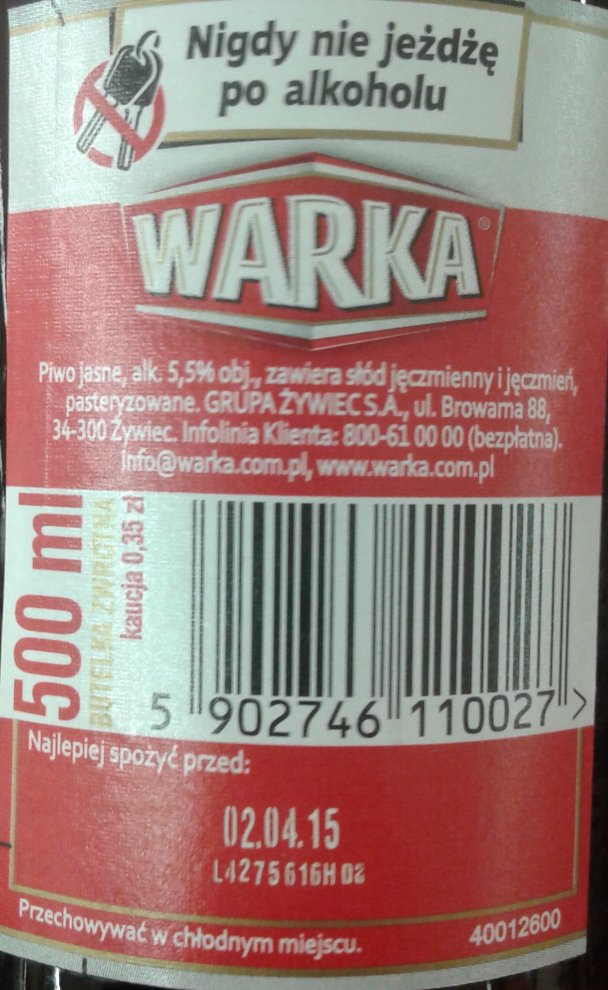 Nigdy nie jeżdżę
po alkoholu
WARKA®
Piwo jasne, alk. 5,5% obj., zawiera słód jęczmienny i jęczmień,
pasteryzowane. GRUPA ŻYWIEC S.A., ul. Browarna 88,
34-300 Żywiec. Infolinia Klienta: 800-61 00 00 (bezpłatna).
info@warka.com.pl, www.warka.com.pl
500 ml
BUTELKA ZWROTNA
kaucja 0,35 zł
5 902746 110027 >
Najlepiej spożyć przed:
02.04.15
L4275616H02
Przechowywać w chłodnym miejscu.
40012600